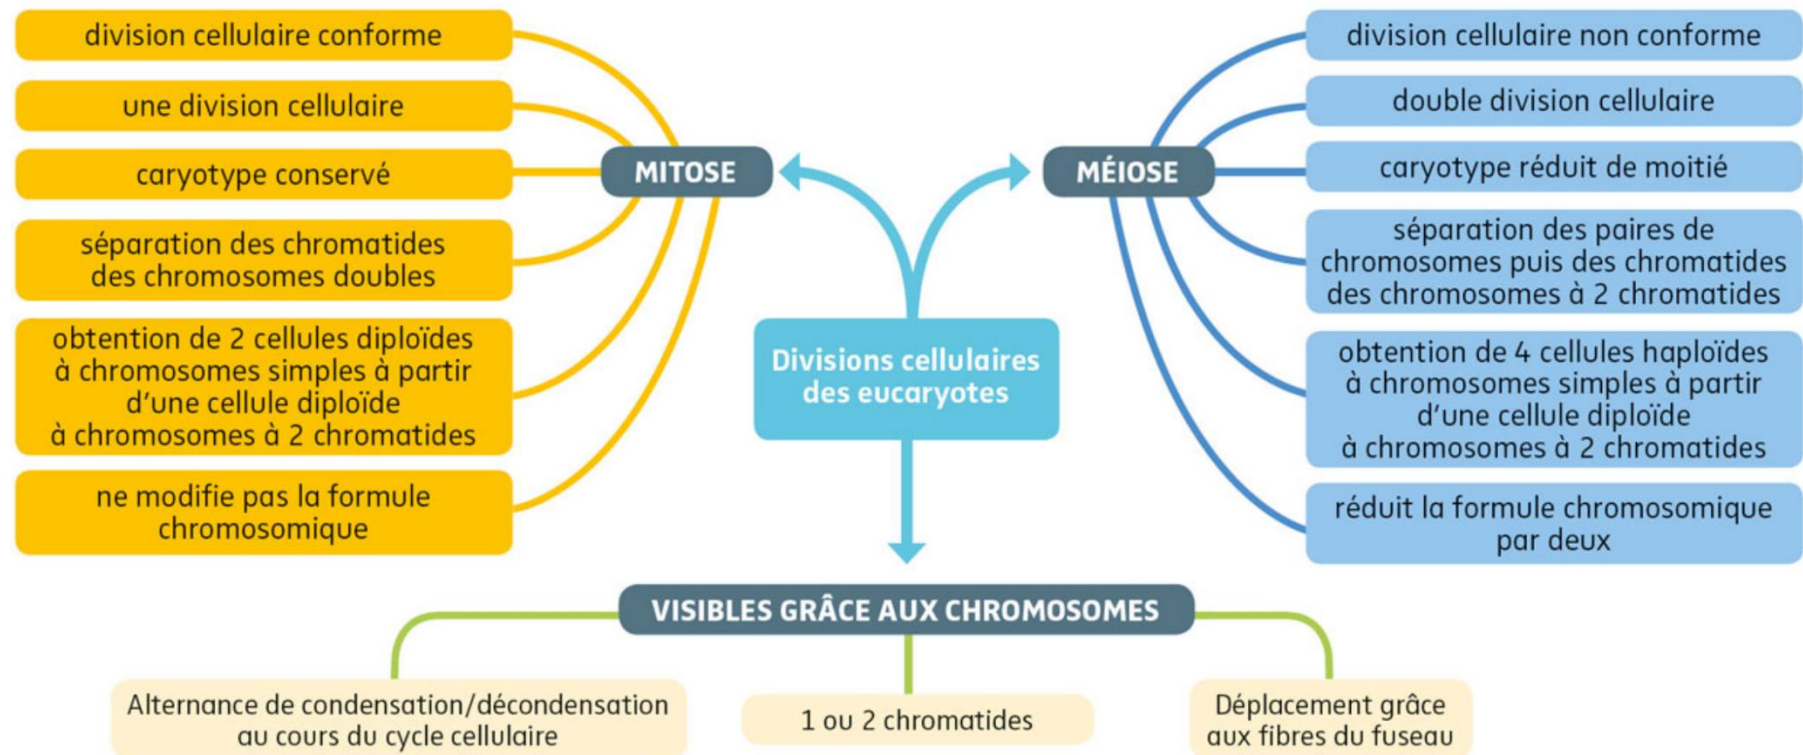 division cellulaire conforme
une division cellulaire
caryotype conservé
séparation des chromatides
des chromosomes doubles
obtention de 2 cellules diploïdes
à chromosomes simples à partir
d'une cellule diploïde
à chromosomes à 2 chromatides
ne modifie pas la formule
chromosomique
MITOSE
MÉIOSE
Divisions cellulaires
des eucaryotes
division cellulaire non conforme
double division cellulaire
caryotype réduit de moitié
séparation des paires de
chromosomes puis des chromatides
des chromosomes à 2 chromatides
obtention de 4 cellules haploïdes
à chromosomes simples à partir
d'une cellule diploïde
à chromosomes à 2 chromatides
réduit la formule chromosomique
par deux
VISIBLES GRÂCE AUX CHROMOSOMES
Alternance de condensation/décondensation
au cours du cycle cellulaire
1 ou 2 chromatides
Déplacement grâce
aux fibres du fuseau